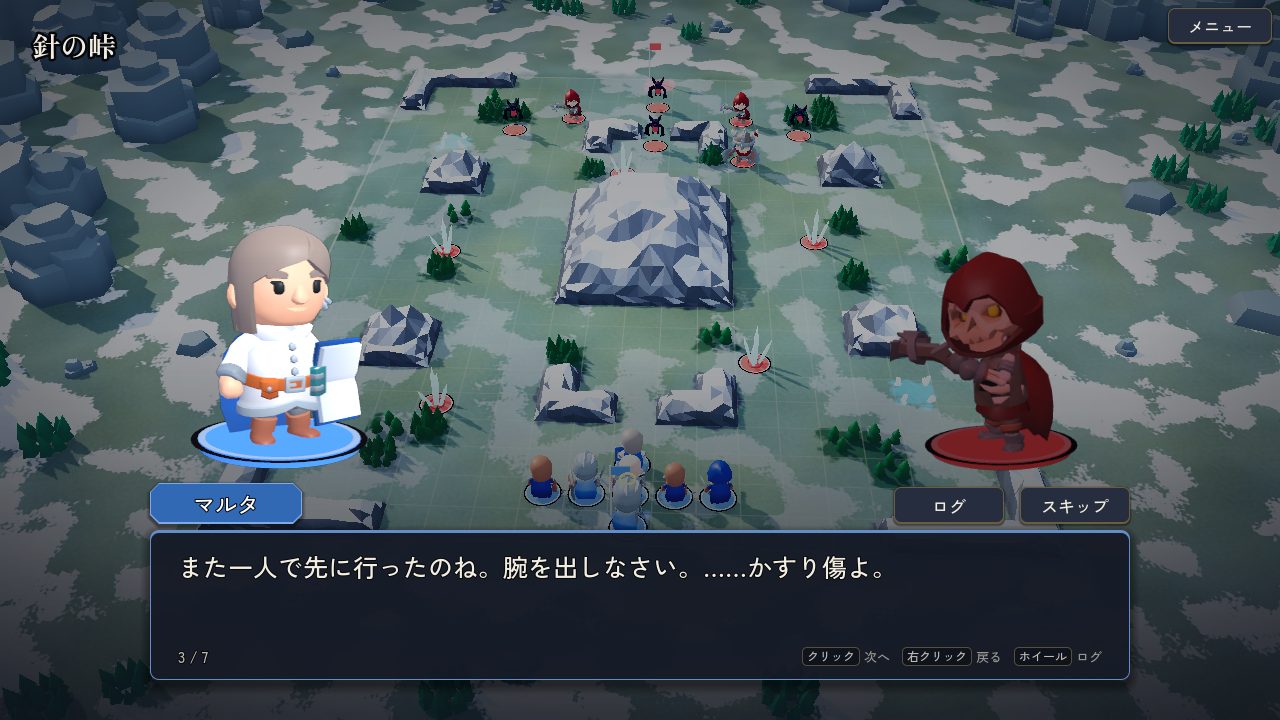 針の峠
メニュー
マルタ
ログ
スキップ
また一人で先に行ったのね。腕を出しなさい。……かすり傷よ。
3 / 7
クリック 次へ 右クリック 戻る ホイール ログ